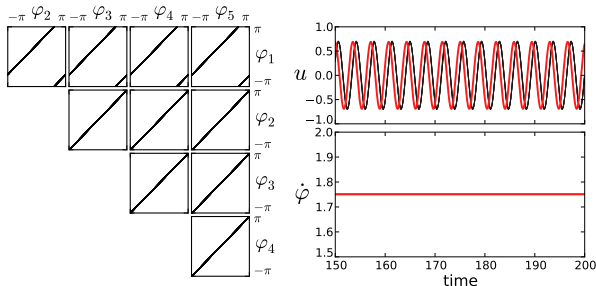 φ₂ φ₃ φ₄ φ₅
−π π −π π −π π −π π
π
φ₁
−π
π
φ₂
−π
π
φ₃
−π
π
φ₄
−π
1.0
0.5
u 0.0
−0.5
−1.0
2.0
1.9
1.8
φ̇ 1.7
1.6
1.5
150 160 170 180 190 200
time